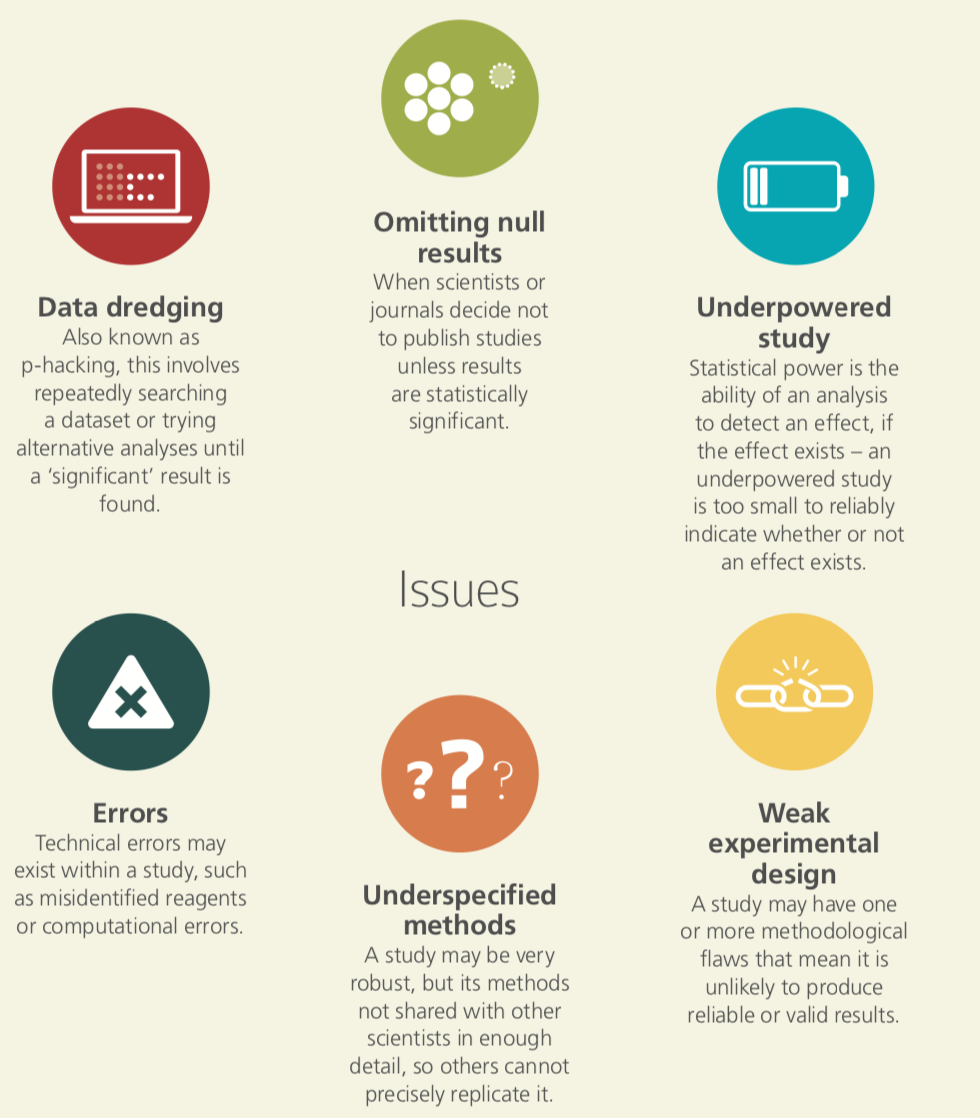 Data dredging
Also known as
p-hacking, this involves
repeatedly searching
a dataset or trying
alternative analyses until
a ‘significant’ result is
found.
Omitting null
results
When scientists or
journals decide not
to publish studies
unless results
are statistically
significant.
Underpowered
study
Statistical power is the
ability of an analysis
to detect an effect, if
the effect exists – an
underpowered study
is too small to reliably
indicate whether or not
an effect exists.
Issues
Errors
Technical errors may
exist within a study, such
as misidentified reagents
or computational errors.
???
Underspecified
methods
A study may be very
robust, but its methods
not shared with other
scientists in enough
detail, so others cannot
precisely replicate it.
Weak
experimental
design
A study may have one
or more methodological
flaws that mean it is
unlikely to produce
reliable or valid results.